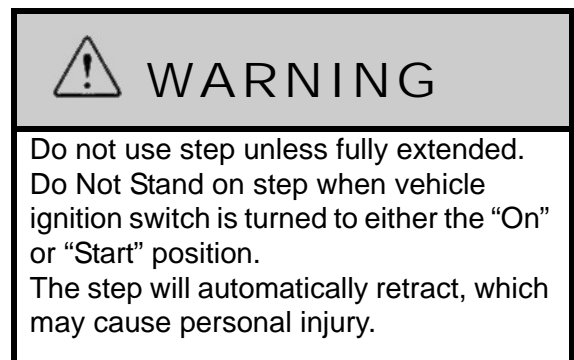 WARNING
Do not use step unless fully extended.
Do Not Stand on step when vehicle
ignition switch is turned to either the “On”
or “Start” position.
The step will automatically retract, which
may cause personal injury.